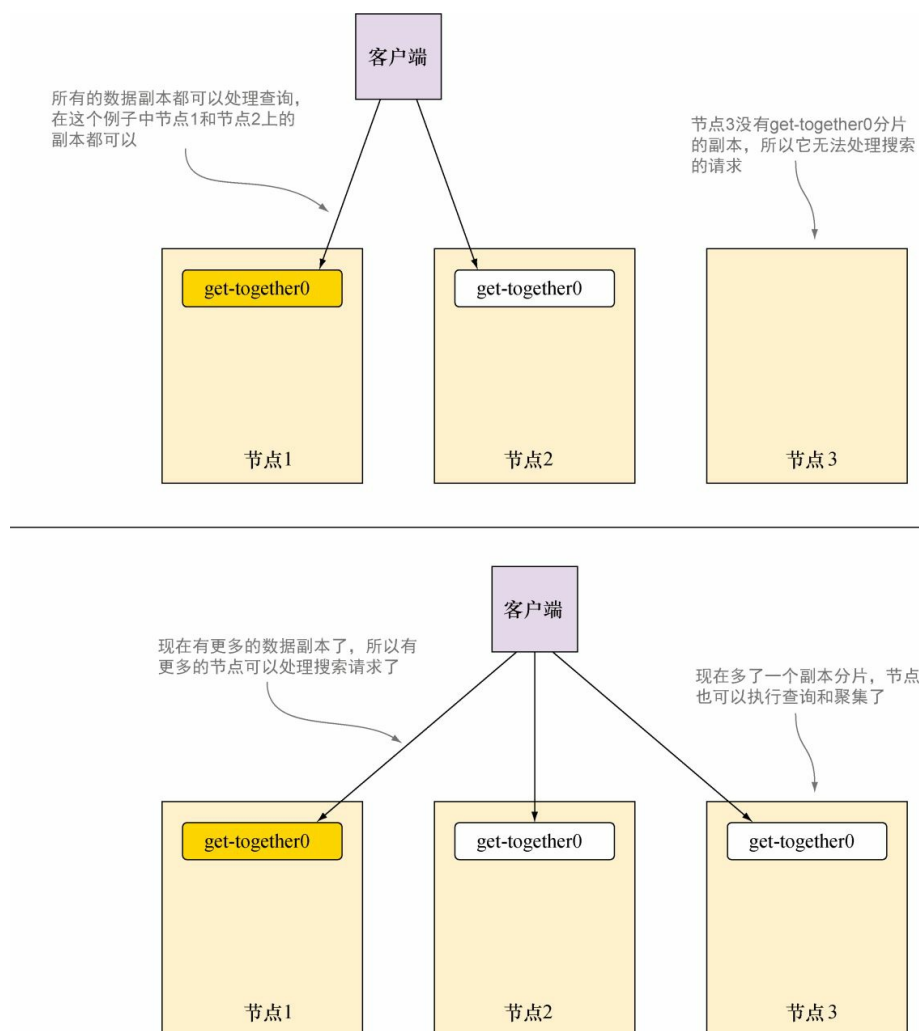 客户端
所有的数据副本都可以处理查询，
在这个例子中节点1和节点2上的
副本都可以
节点3没有get-together0分片
的副本，所以它无法处理搜索
的请求
get-together0
get-together0
节点1
节点2
节点3
客户端
现在有更多的数据副本了，所以有
更多的节点可以处理搜索请求了
现在多了一个副本分片，节点
也可以执行查询和聚集了
get-together0
get-together0
get-together0
节点1
节点2
节点3